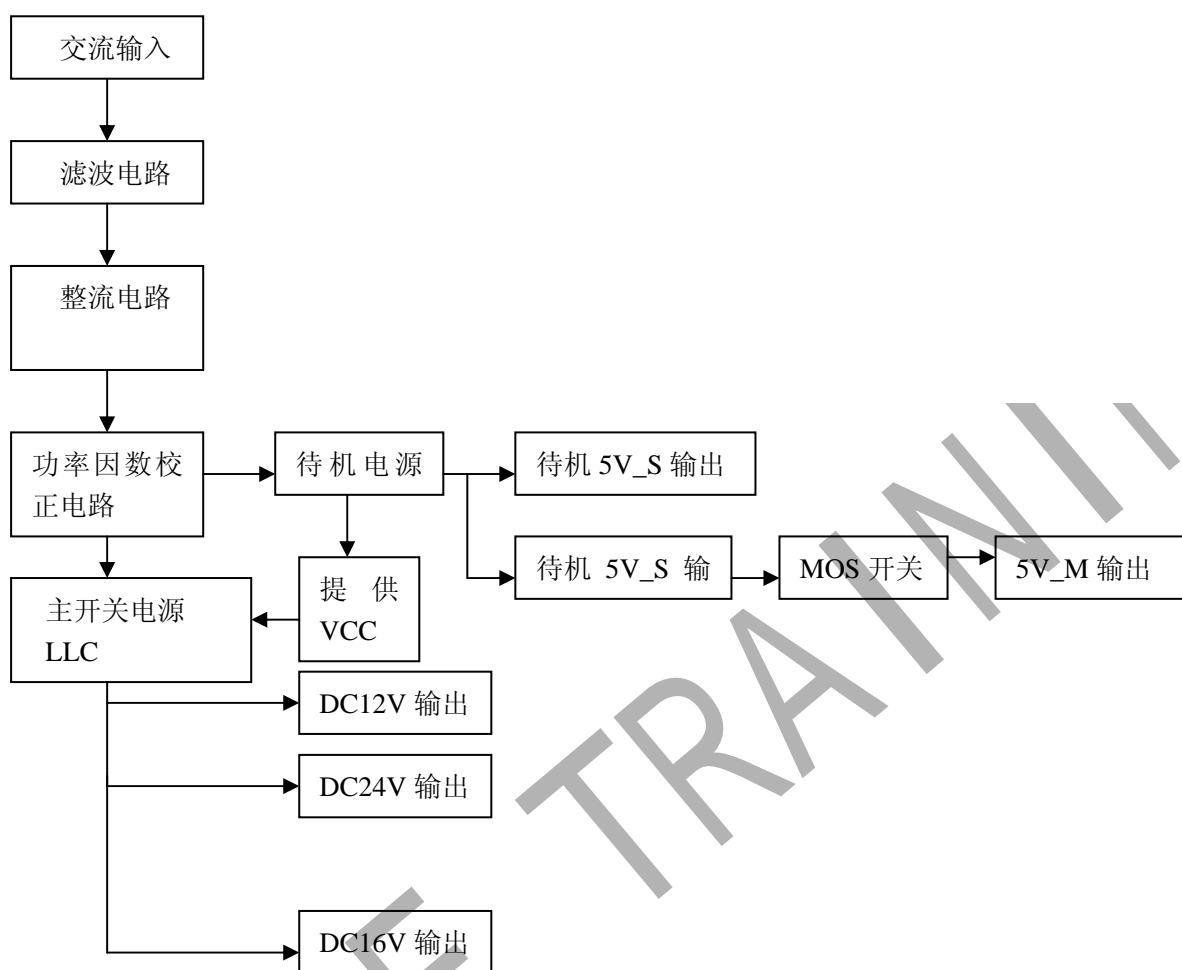 交流输入
滤波电路
整流电路
功率因数校
正电路
待机电源
待机 5V_S 输出
待机 5V_S 输
MOS 开关
5V_M 输出
提供
VCC
主开关电源
LLC
DC12V 输出
DC24V 输出
DC16V 输出
E TRAINI